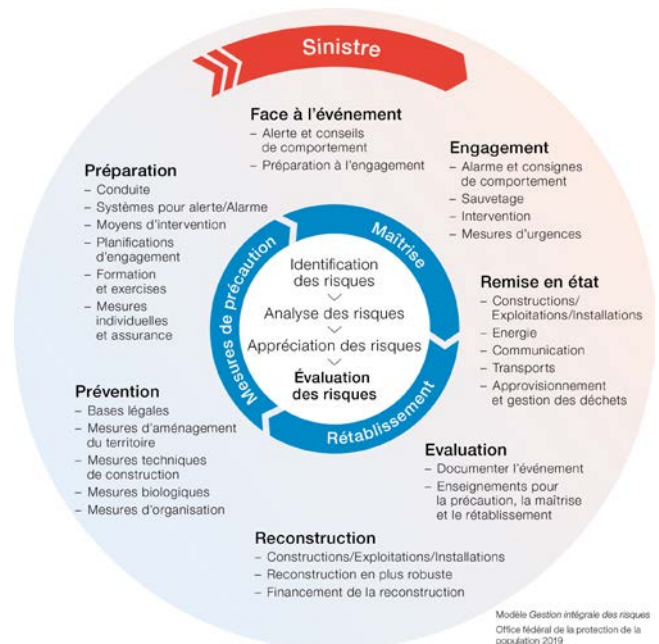 Sinistre
Face à l'événement
– Alerte et conseils
de comportement
– Préparation à l'engagement
Engagement
– Alarme et consignes
de comportement
– Sauvetage
– Intervention
– Mesures d'urgences
Remise en état
– Constructions/
Exploitations/Installations
– Energie
– Communication
– Transports
– Approvisionnement
et gestion des déchets
Evaluation
– Documenter l'événement
– Enseignements pour
la précaution, la maîtrise
et le rétablissement
Reconstruction
– Constructions/Exploitations/Installations
– Reconstruction en plus robuste
– Financement de la reconstruction
Prévention
– Bases légales
– Mesures d'aménagement
du territoire
– Mesures techniques
de construction
– Mesures biologiques
– Mesures d'organisation
Préparation
– Conduite
– Systèmes pour alerte/Alarme
– Moyens d'intervention
– Planifications
d'engagement
– Formation
et exercises
– Mesures
individuelles
et assurance
Mesures de précaution
Maîtrise
Rétablissement
Identification
des risques
Analyse des risques
Appréciation des risques
Évaluation
des risques
Modèle Gestion intégrale des risques
Office fédéral de la protection de la
population 2019